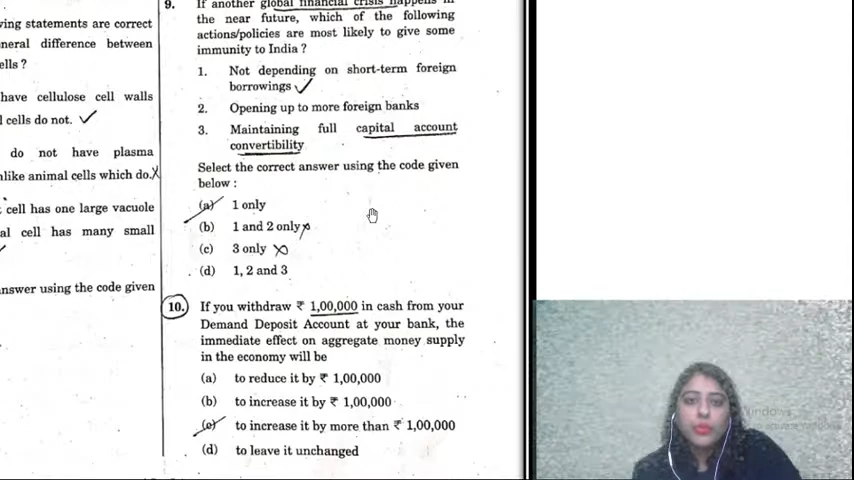 ving statements are correct
neral difference between
ells ?
have cellulose cell walls
l cells do not.
do not have plasma
nlike animal cells which do.
cell has one large vacuole
al cell has many small
nswer using the code given
9. If another global financial crisis happens in
the near future, which of the following
actions/policies are most likely to give some
immunity to India ?
1. Not depending on short-term foreign
borrowings
2. Opening up to more foreign banks
3. Maintaining full capital account
convertibility
Select the correct answer using the code given
below :
(a) 1 only
(b) 1 and 2 only
(c) 3 only
(d) 1, 2 and 3
10. If you withdraw ₹ 1,00,000 in cash from your
Demand Deposit Account at your bank, the
immediate effect on aggregate money supply
in the economy will be
(a) to reduce it by ₹ 1,00,000
(b) to increase it by ₹ 1,00,000
(c) to increase it by more than ₹ 1,00,000
(d) to leave it unchanged
Windows